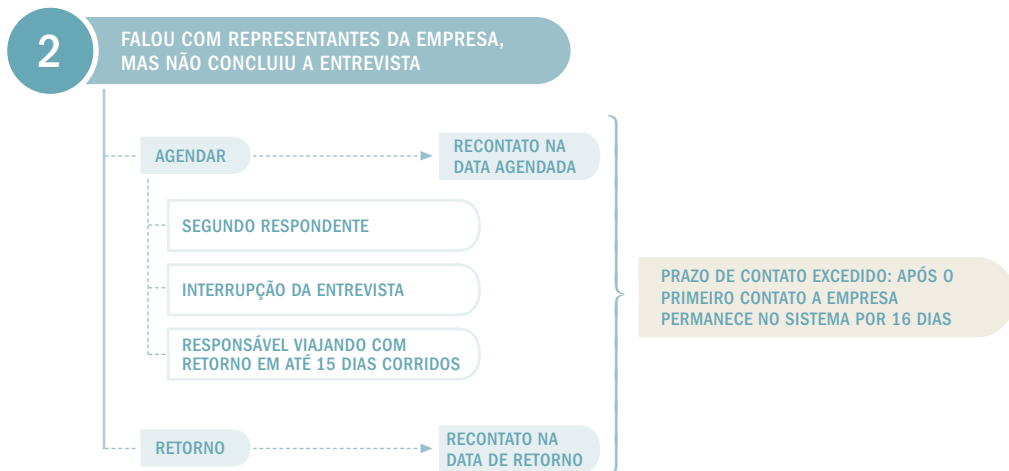 2
FALOU COM REPRESENTANTES DA EMPRESA,
MAS NÃO CONCLUIU A ENTREVISTA
AGENDAR
RECONTATO NA
DATA AGENDADA
SEGUNDO RESPONDENTE
INTERRUPÇÃO DA ENTREVISTA
RESPONSÁVEL VIAJANDO COM
RETORNO EM ATÉ 15 DIAS CORRIDOS
RETORNO
RECONTATO NA
DATA DE RETORNO
PRAZO DE CONTATO EXCEDIDO: APÓS O
PRIMEIRO CONTATO A EMPRESA
PERMANECE NO SISTEMA POR 16 DIAS